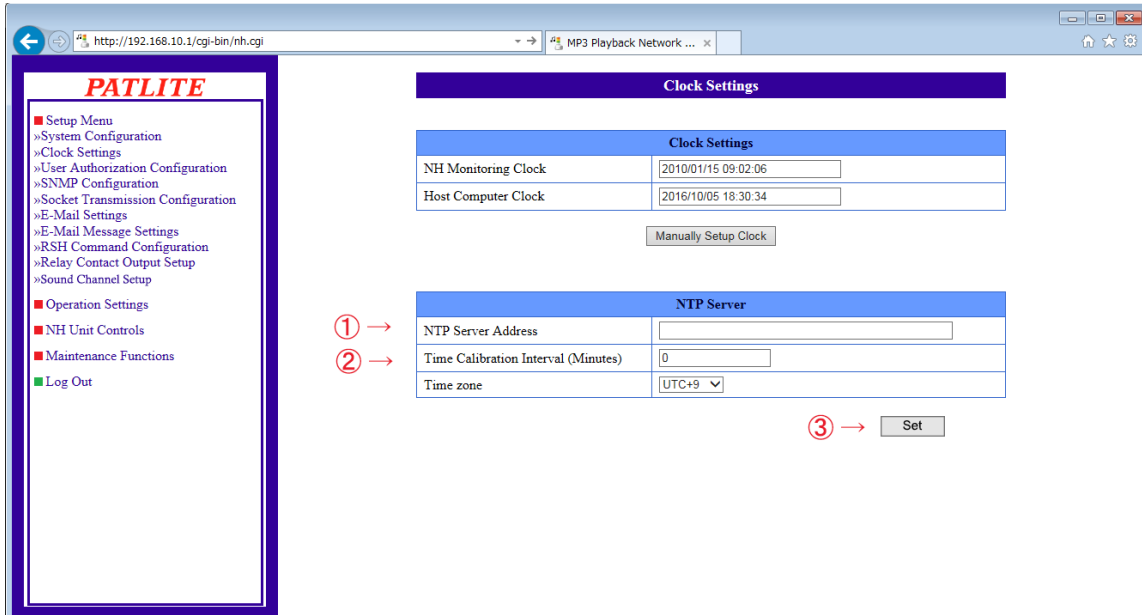 http://192.168.10.1/cgi-bin/nh.cgi
MP3 Playback Network ...
PATLITE
Setup Menu
»System Configuration
»Clock Settings
»User Authorization Configuration
»SNMP Configuration
»Socket Transmission Configuration
»E-Mail Settings
»E-Mail Message Settings
»RSH Command Configuration
»Relay Contact Output Setup
»Sound Channel Setup
Operation Settings
NH Unit Controls
Maintenance Functions
Log Out
Clock Settings
Clock Settings
NH Monitoring Clock 2010/01/15 09:02:06
Host Computer Clock 2016/10/05 18:30:34
Manually Setup Clock
NTP Server
① → NTP Server Address
② → Time Calibration Interval (Minutes) 0
Time zone UTC+9
③ → Set